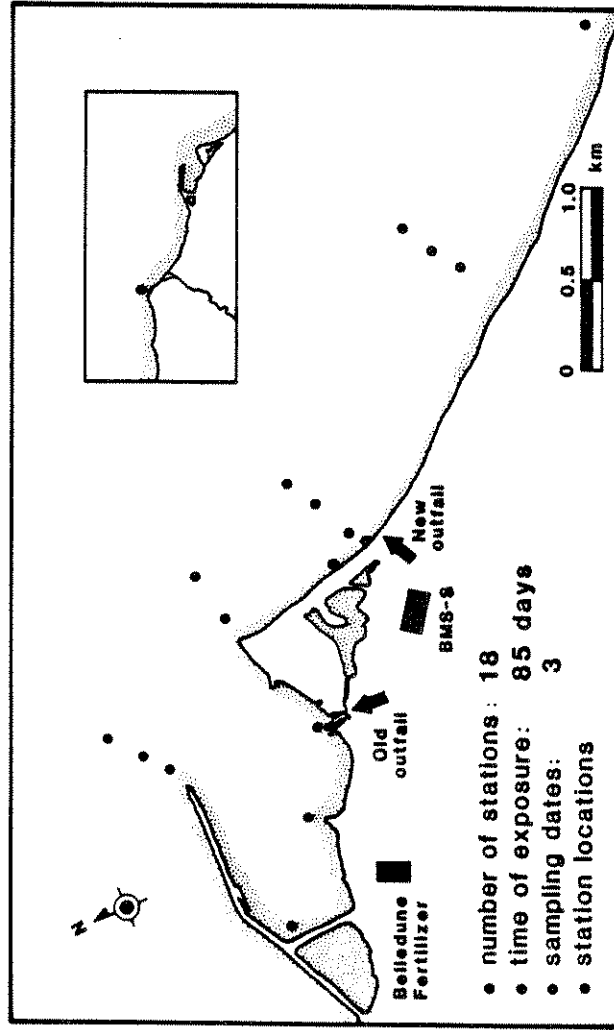 N
Belledune
Fertilizer
Old
outfall
BMS-S
New
outfall
• number of stations: 18
• time of exposure: 85 days
• sampling dates: 3
• station locations
0 0.5 1.0
km